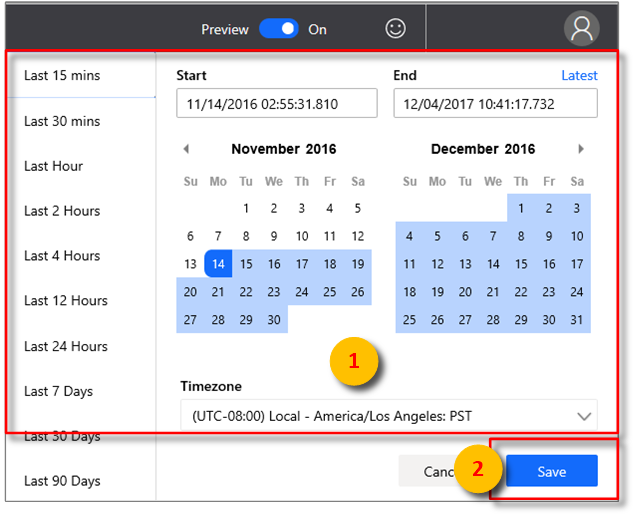 Preview On
Last 15 mins
Last 30 mins
Last Hour
Last 2 Hours
Last 4 Hours
Last 12 Hours
Last 24 Hours
Last 7 Days
Last 30 Days
Last 90 Days
Start
11/14/2016 02:55:31.810
End Latest
12/04/2017 10:41:17.732
November 2016
Su Mo Tu We Th Fr Sa
1 2 3 4 5
6 7 8 9 10 11 12
13 14 15 16 17 18 19
20 21 22 23 24 25 26
27 28 29 30
December 2016
Su Mo Tu We Th Fr Sa
1 2 3
4 5 6 7 8 9 10
11 12 13 14 15 16 17
18 19 20 21 22 23 24
25 26 27 28 29 30 31
1
Timezone
(UTC-08:00) Local - America/Los Angeles: PST
Canc 2 Save